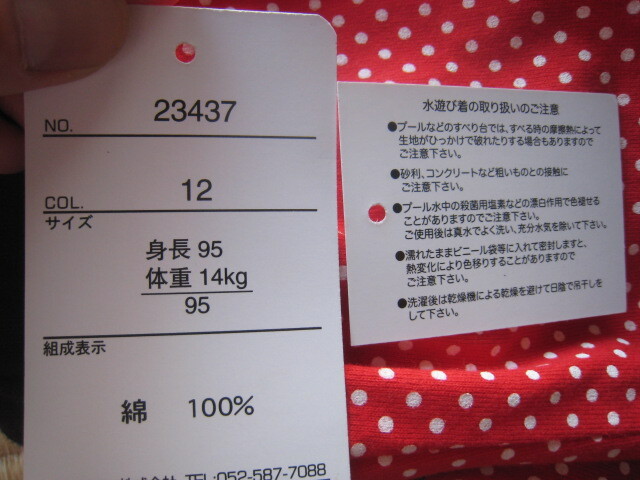 NO. 23437
COL. 12
サイズ
身長 95
体重 14kg
95
組成表示
綿 100%
TEL:052-587-7088
水遊び着の取り扱いのご注意
●プールなどのすべり台では、すべる時の摩擦熱によって
生地がひっかけで破れたりする場合もありますので
ご注意下さい。
●砂利、コンクリートなど粗いものとの接触に
ご注意下さい。
●プール水中の殺菌用塩素などの漂白作用で色褪せる
ことがありますのでご注意下さい。
ご使用後は真水でよく洗い、充分水気を除いて下さい。
●濡れたままビニール袋等に入れて密封しますと、
熱変化により色移りすることがありますので
ご注意下さい。
●洗濯後は乾燥機による乾燥を避けて日陰で吊干しを
して下さい。